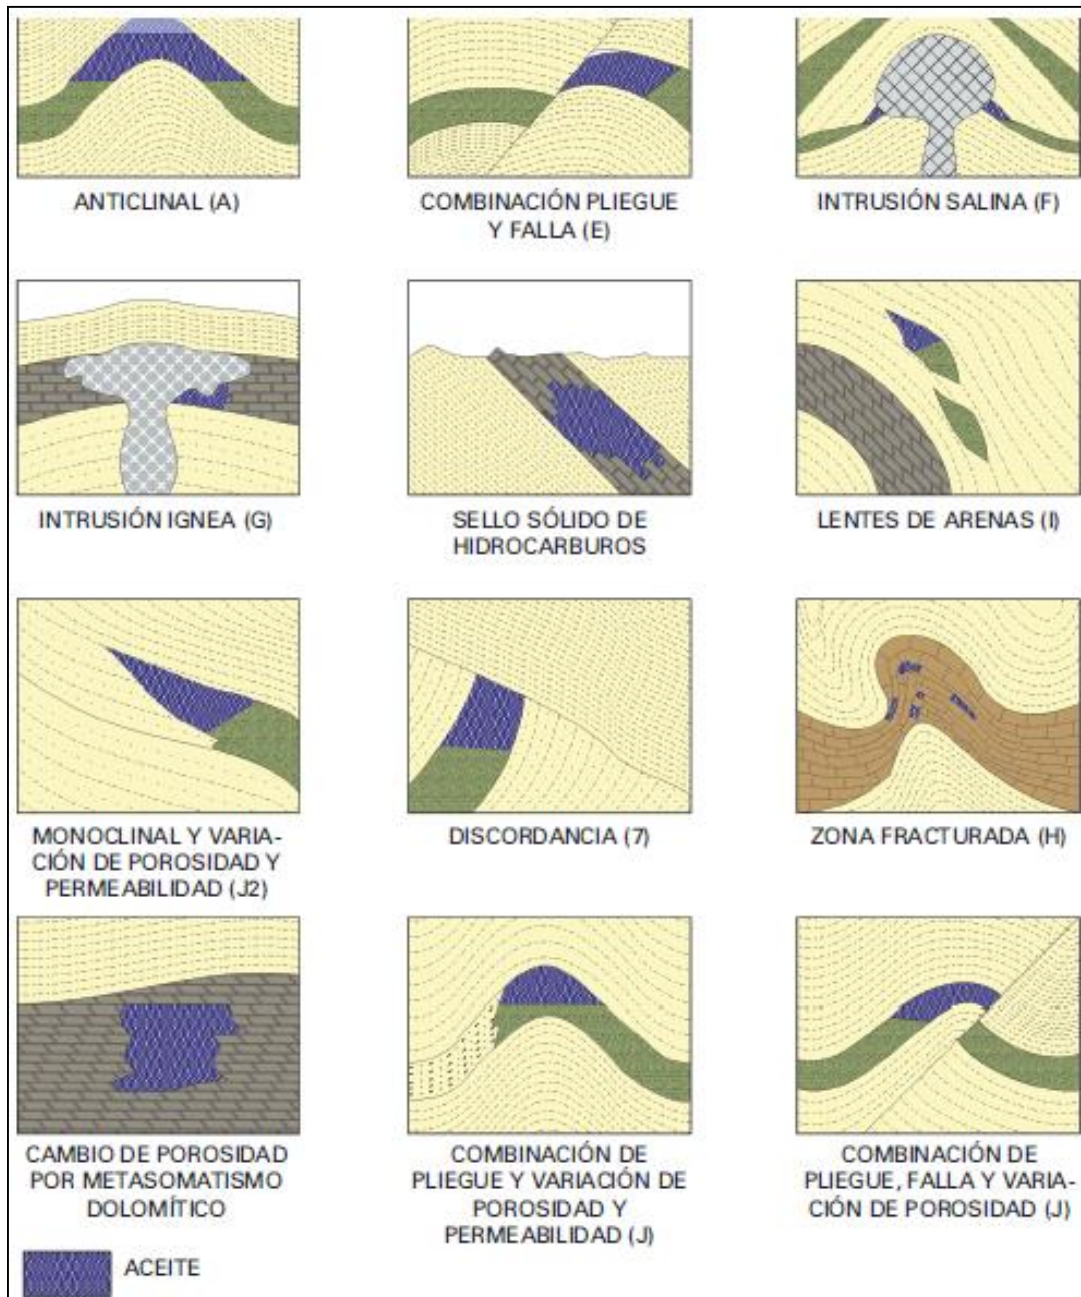 ANTICLINAL (A)
COMBINACIÓN PLIEGUE
Y FALLA (E)
INTRUSIÓN SALINA (F)
INTRUSIÓN IGNEA (G)
SELLO SÓLIDO DE
HIDROCARBUROS
LENTES DE ARENAS (I)
MONOCLINAL Y VARIA-
CIÓN DE POROSIDAD Y
PERMEABILIDAD (J2)
DISCORDANCIA (7)
ZONA FRACTURADA (H)
CAMBIO DE POROSIDAD
POR METASOMATISMO
DOLOMÍTICO
COMBINACIÓN DE
PLIEGUE Y VARIACIÓN DE
POROSIDAD Y
PERMEABILIDAD (J)
COMBINACIÓN DE
PLIEGUE, FALLA Y VARIA-
CIÓN DE POROSIDAD (J)
ACEITE